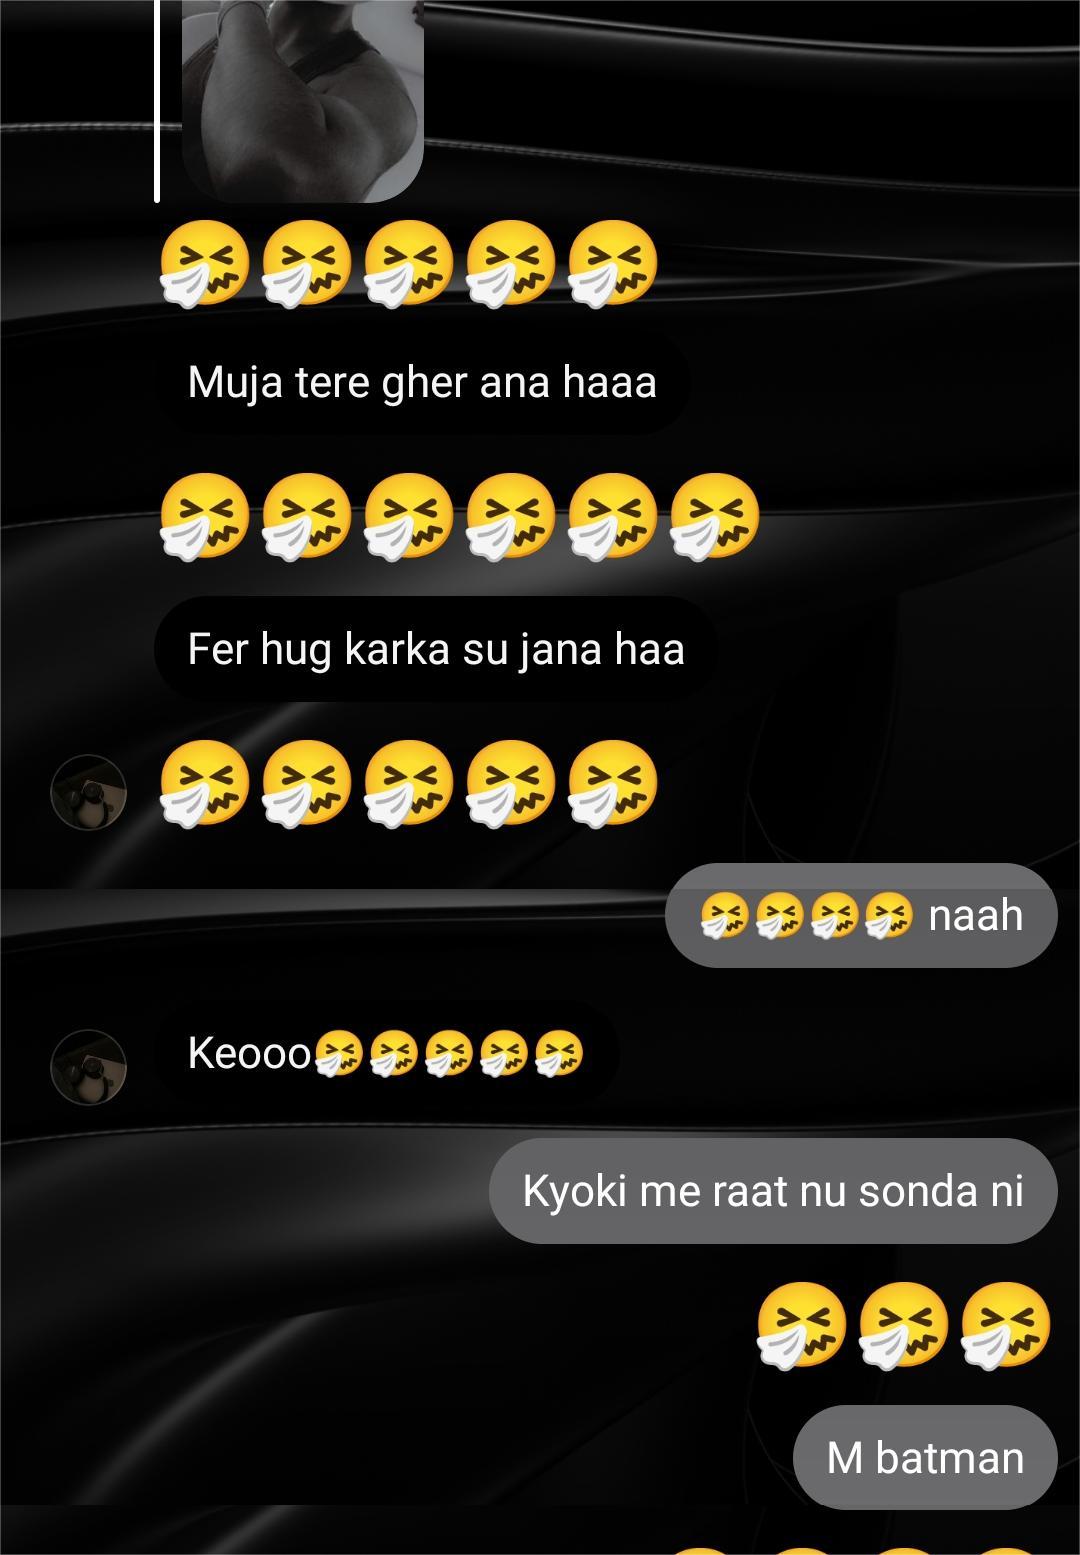 🤧🤧🤧🤧🤧
Muja tere gher ana haaa
🤧🤧🤧🤧🤧🤧
Fer hug karka su jana haa
🤧🤧🤧🤧🤧
🤧🤧🤧🤧 naah
Keooo🤧🤧🤧🤧🤧
Kyoki me raat nu sonda ni
🤧🤧🤧
M batman